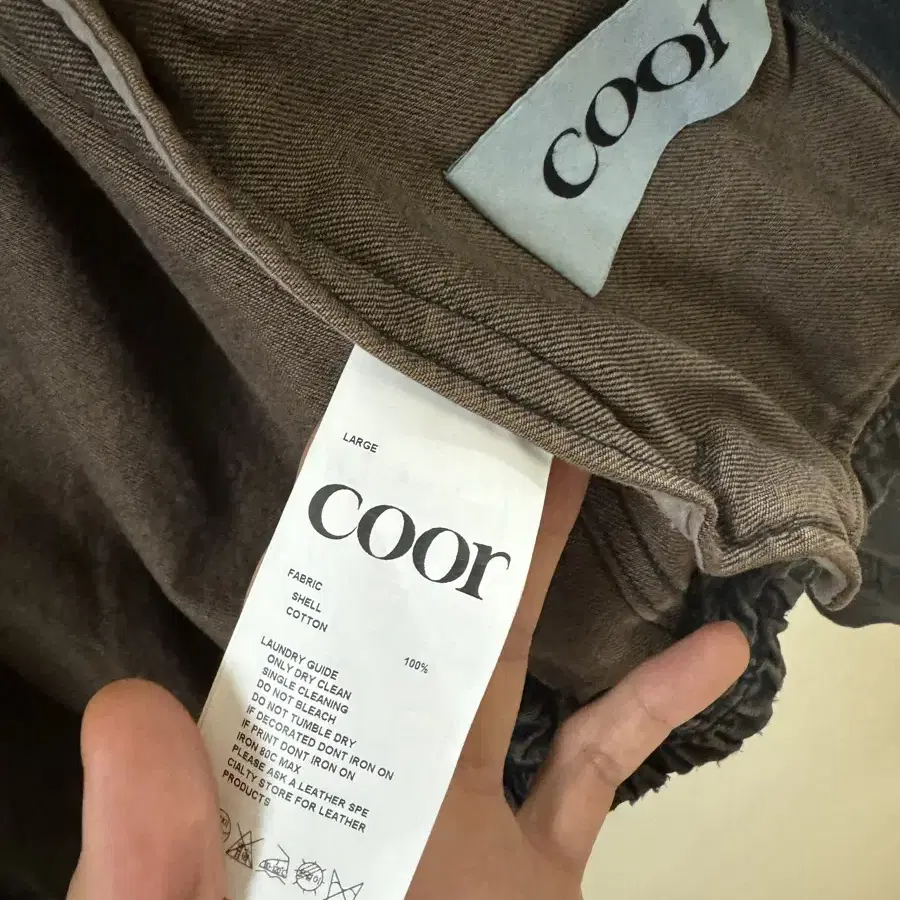 coor
LARGE
coor
FABRIC
SHELL
COTTON
100%
LAUNDRY GUIDE
ONLY DRY CLEAN
SINGLE CLEANING
DO NOT BLEACH
DO NOT TUMBLE DRY
IF DECORATED DONT IRON ON
IF PRINT DONT IRON ON
IRON 80C MAX
PLEASE ASK A LEATHER SPE
CIALTY STORE FOR LEATHER
PRODUCTS